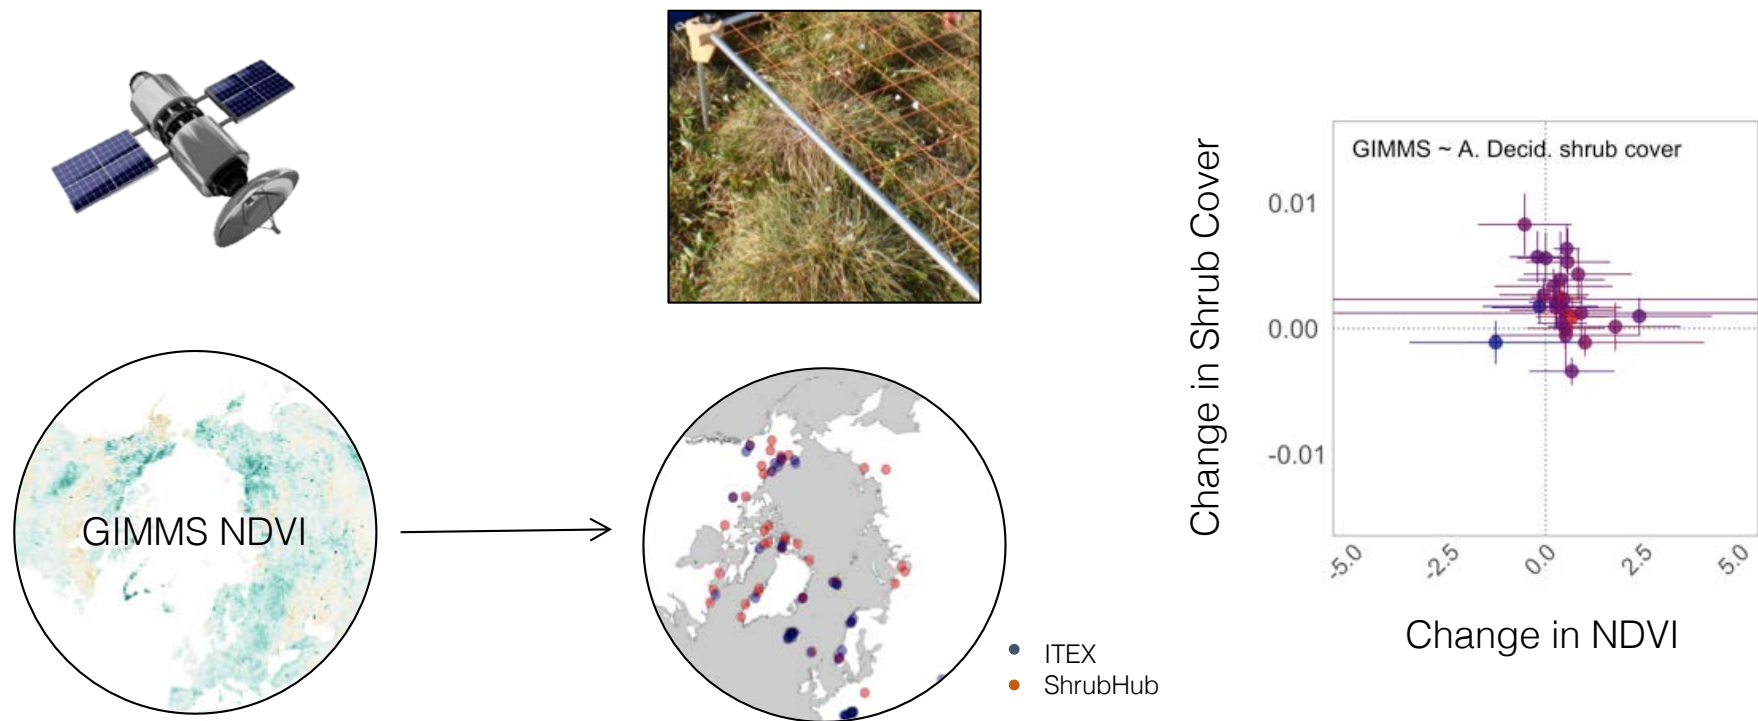 GIMMS NDVI
ITEX
ShrubHub
GIMMS ~ A. Decid. shrub cover
Change in Shrub Cover
0.01
0.00
-0.01
-5.0
-2.5
0.0
2.5
5.0
Change in NDVI